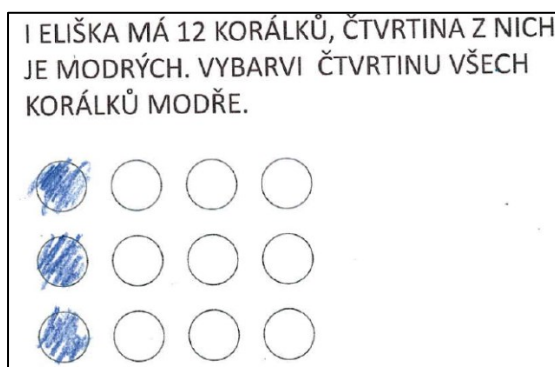 I ELIŠKA MÁ 12 KORÁLKŮ, ČTVRTINA Z NICH
JE MODRÝCH. VYBARVI ČTVRTINU VŠECH
KORÁLKŮ MODŘE.